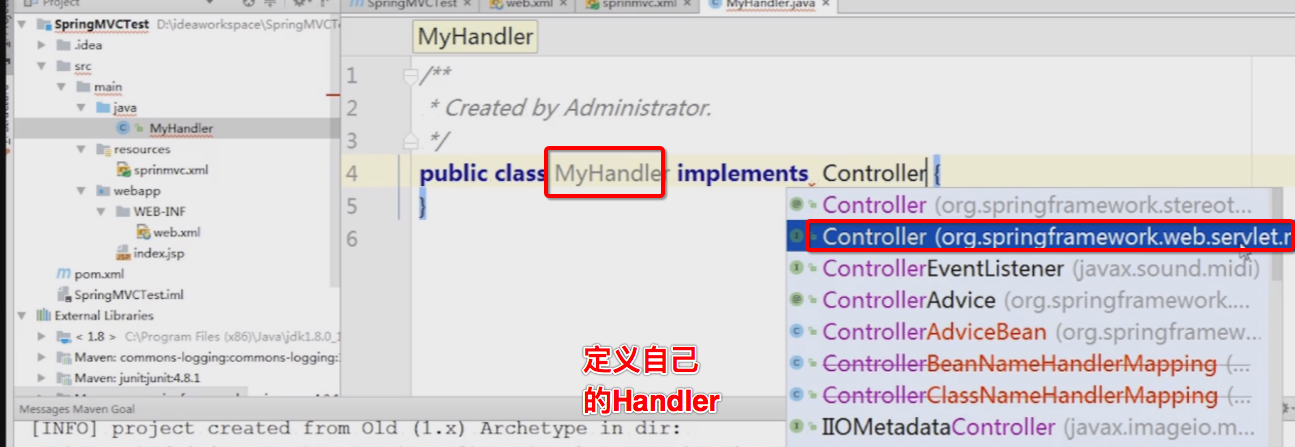 Project
SpringMVCTest
web.xml
sprinmvc.xml
MyHandler.java
SpringMVCTest D:\ideaworkspace\SpringMVCTe
.idea
src
main
java
MyHandler
resources
sprinmvc.xml
webapp
WEB-INF
web.xml
index.jsp
pom.xml
SpringMVCTest.iml
External Libraries
< 1.8 > C:\Program Files (x86)\Java\jdk1.8.0_1
Maven: commons-logging:commons-logging:
Maven: junit:junit:4.8.1
MyHandler
1 /**
2 * Created by Administrator.
3 */
4 public class MyHandler implements Controller {
5 }
6
Controller (org.springframework.stereot...
Controller (org.springframework.web.servlet.m
ControllerEventListener (javax.sound.midi)
ControllerAdvice (org.springframework....
ControllerAdviceBean (org.springframew...
ControllerBeanNameHandlerMapping (...
ControllerClassNameHandlerMapping (...
IIOMetadataController (javax.imageio.m...
定义自己
的Handler
Messages Maven Goal
[INFO] project created from Old (1.x) Archetype in dir: